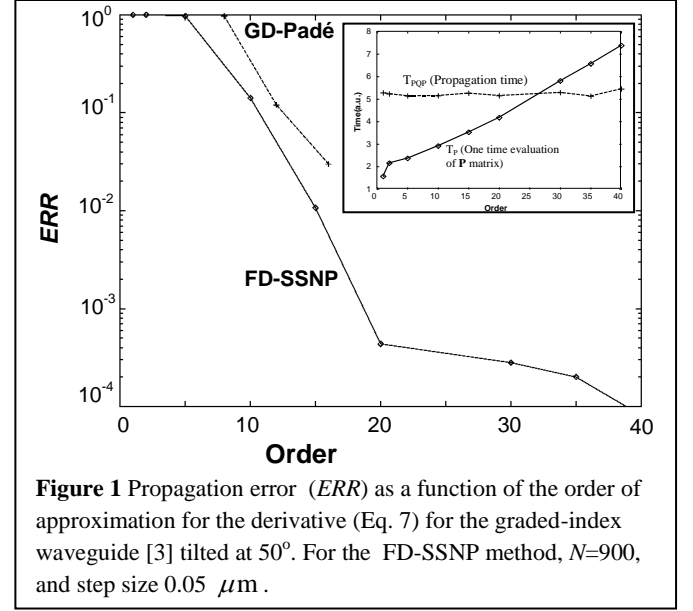 10^0
10^-1
10^-2
10^-3
10^-4
ERR
0
10
20
30
40
Order
GD-Padé
FD-SSNP
8
7
6
5
4
3
2
1
Time(a.u.)
0
5
10
15
20
25
30
35
40
Order
T_PQP (Propagation time)
T_P (One time evaluation
of P matrix)
Figure 1 Propagation error (ERR) as a function of the order of
approximation for the derivative (Eq. 7) for the graded-index
waveguide [3] tilted at 50^o. For the FD-SSNP method, N=900,
and step size 0.05 μm .